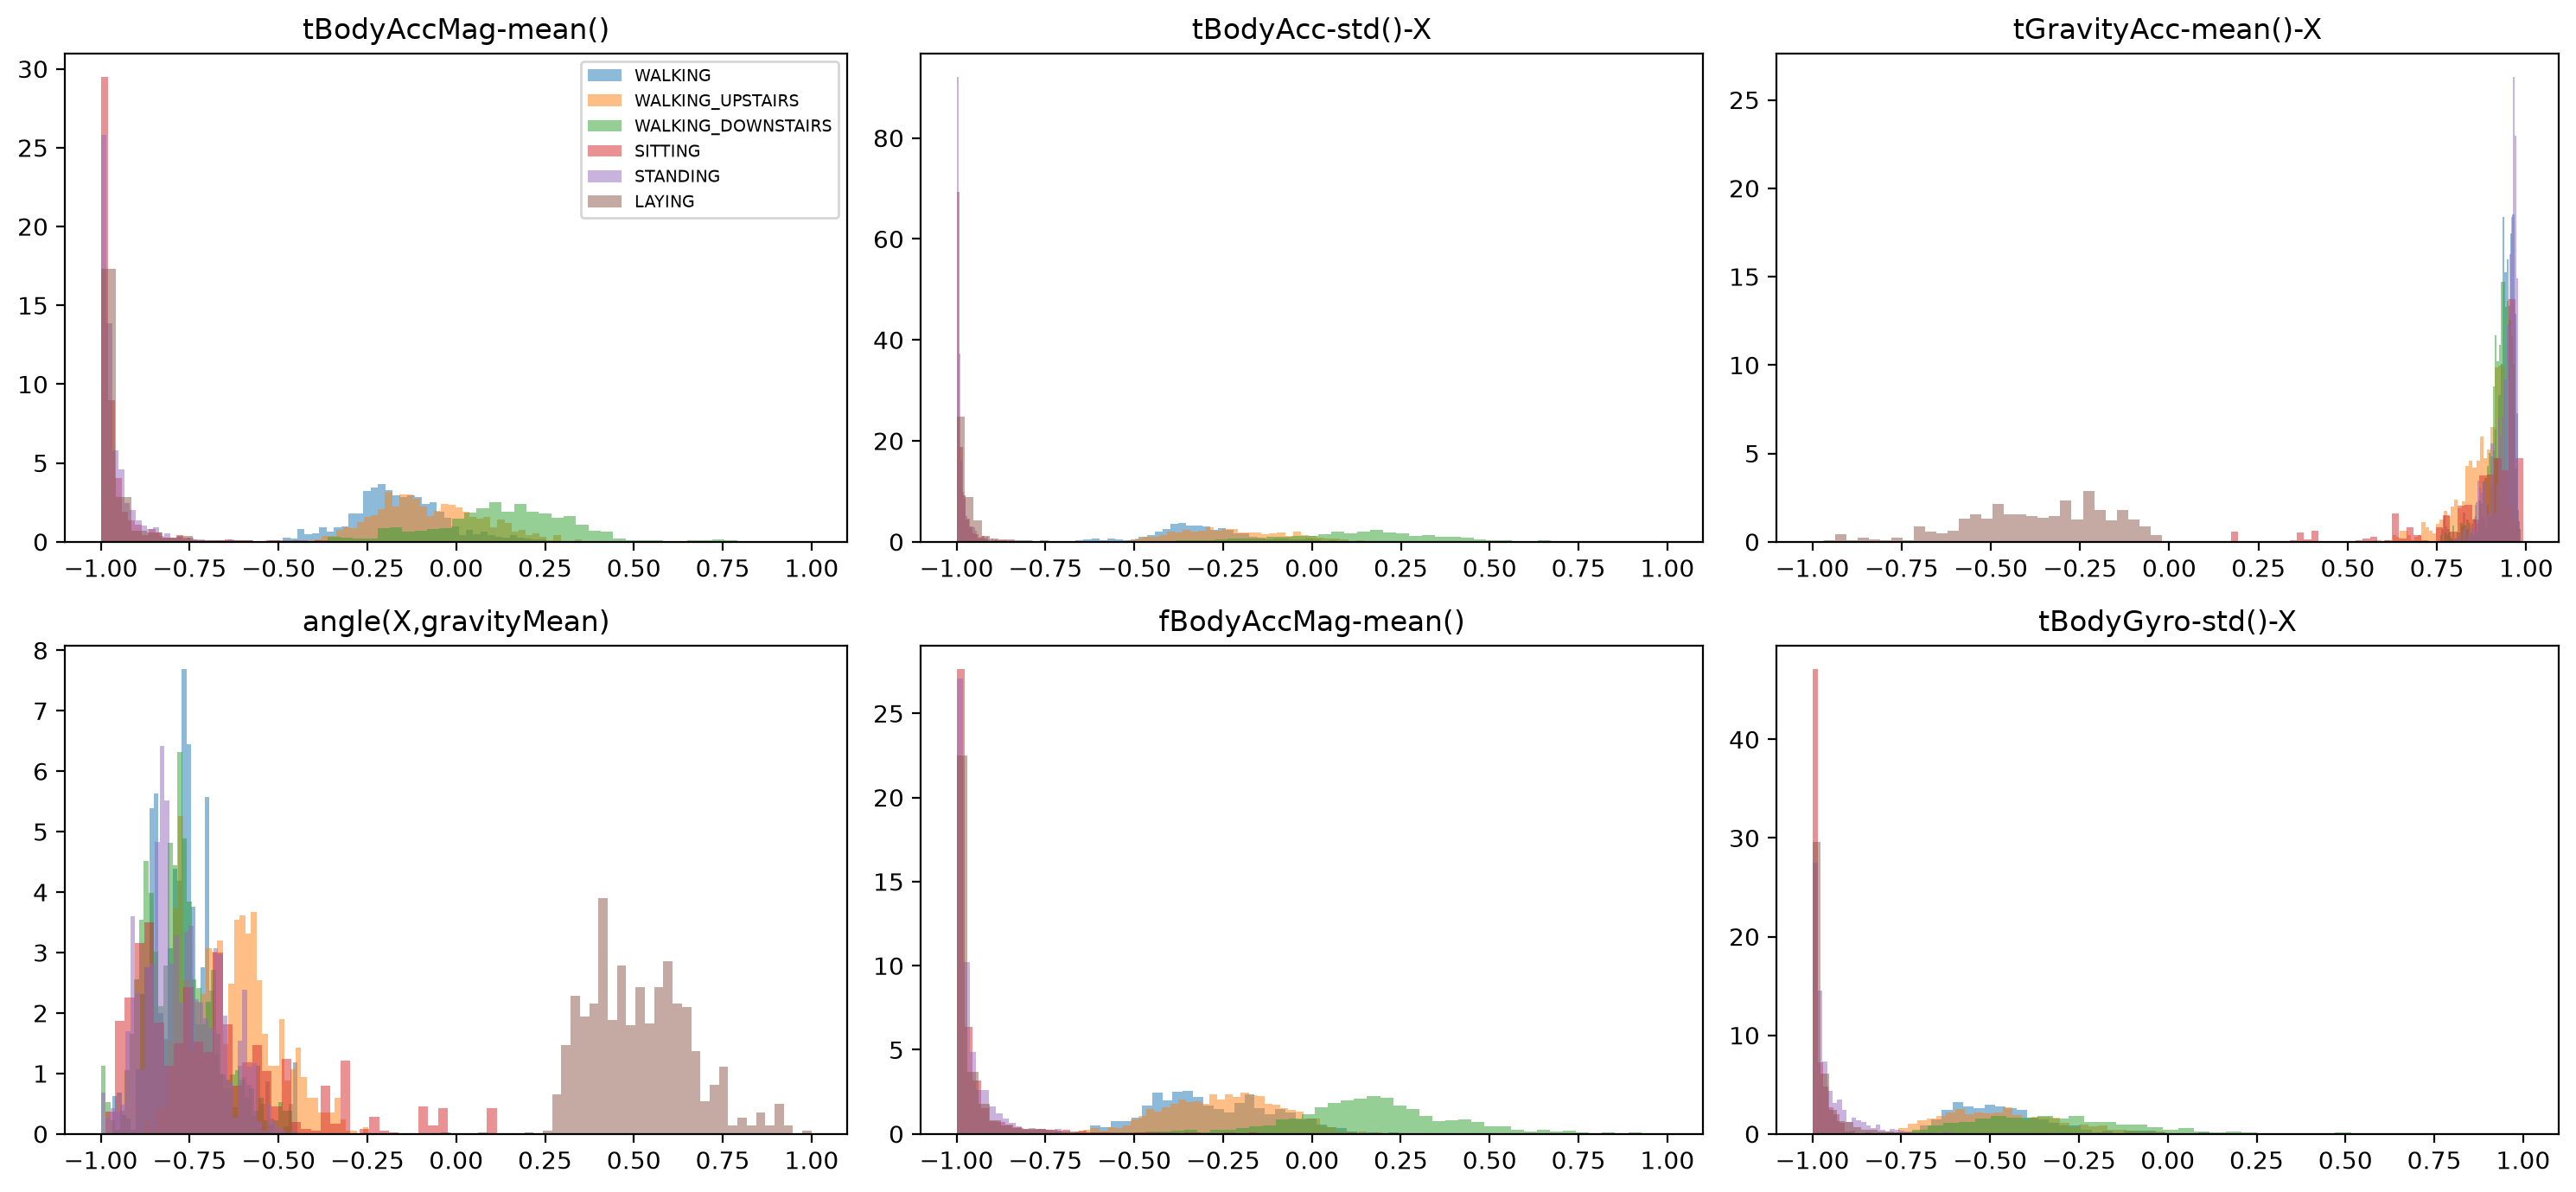 tBodyAccMag-mean()
30
25
20
15
10
5
0
−1.00 −0.75 −0.50 −0.25 0.00 0.25 0.50 0.75 1.00
WALKING
WALKING_UPSTAIRS
WALKING_DOWNSTAIRS
SITTING
STANDING
LAYING
tBodyAcc-std()-X
80
60
40
20
0
−1.00 −0.75 −0.50 −0.25 0.00 0.25 0.50 0.75 1.00
tGravityAcc-mean()-X
25
20
15
10
5
0
−1.00 −0.75 −0.50 −0.25 0.00 0.25 0.50 0.75 1.00
angle(X,gravityMean)
8
7
6
5
4
3
2
1
0
−1.00 −0.75 −0.50 −0.25 0.00 0.25 0.50 0.75 1.00
fBodyAccMag-mean()
25
20
15
10
5
0
−1.00 −0.75 −0.50 −0.25 0.00 0.25 0.50 0.75 1.00
tBodyGyro-std()-X
40
30
20
10
0
−1.00 −0.75 −0.50 −0.25 0.00 0.25 0.50 0.75 1.00